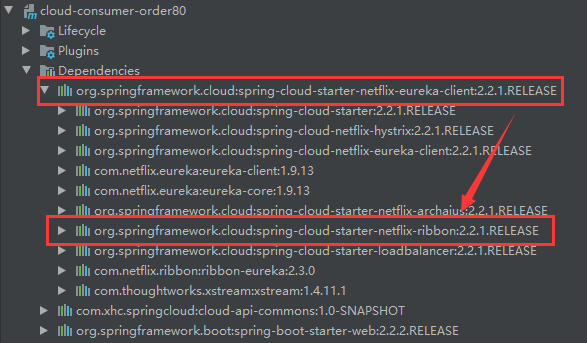 cloud-consumer-order80
Lifecycle
Plugins
Dependencies
org.springframework.cloud:spring-cloud-starter-netflix-eureka-client:2.2.1.RELEASE
org.springframework.cloud:spring-cloud-starter:2.2.1.RELEASE
org.springframework.cloud:spring-cloud-netflix-hystrix:2.2.1.RELEASE
org.springframework.cloud:spring-cloud-netflix-eureka-client:2.2.1.RELEASE
com.netflix.eureka:eureka-client:1.9.13
com.netflix.eureka:eureka-core:1.9.13
org.springframework.cloud:spring-cloud-starter-netflix-archaius:2.2.1.RELEASE
org.springframework.cloud:spring-cloud-starter-netflix-ribbon:2.2.1.RELEASE
org.springframework.cloud:spring-cloud-starter-loadbalancer:2.2.1.RELEASE
com.netflix.ribbon:ribbon-eureka:2.3.0
com.thoughtworks.xstream:xstream:1.4.11.1
com.xhc.springcloud:cloud-api-commons:1.0-SNAPSHOT
org.springframework.boot:spring-boot-starter-web:2.2.2.RELEASE